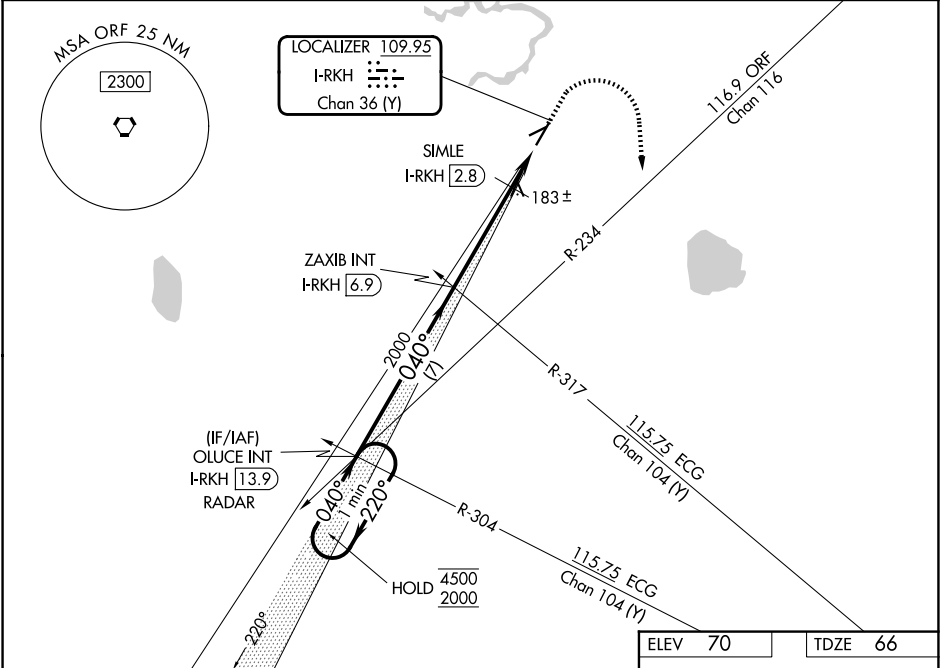 MSA ORF 25 NM
2300
LOCALIZER 109.95
I-RKH
Chan 36 (Y)
116.9 ORF
Chan 116
SIMLE
I-RKH 2.8
183 ±
R-234
ZAXIB INT
I-RKH 6.9
2000
040°
(7)
R-317
115.75 ECG
Chan 104 (Y)
(IF/IAF)
OLUCE INT
I-RKH 13.9
RADAR
040°
1 min
220°
R-304
115.75 ECG
Chan 104 (Y)
HOLD 4500
2000
220°
ELEV 70
TDZE 66